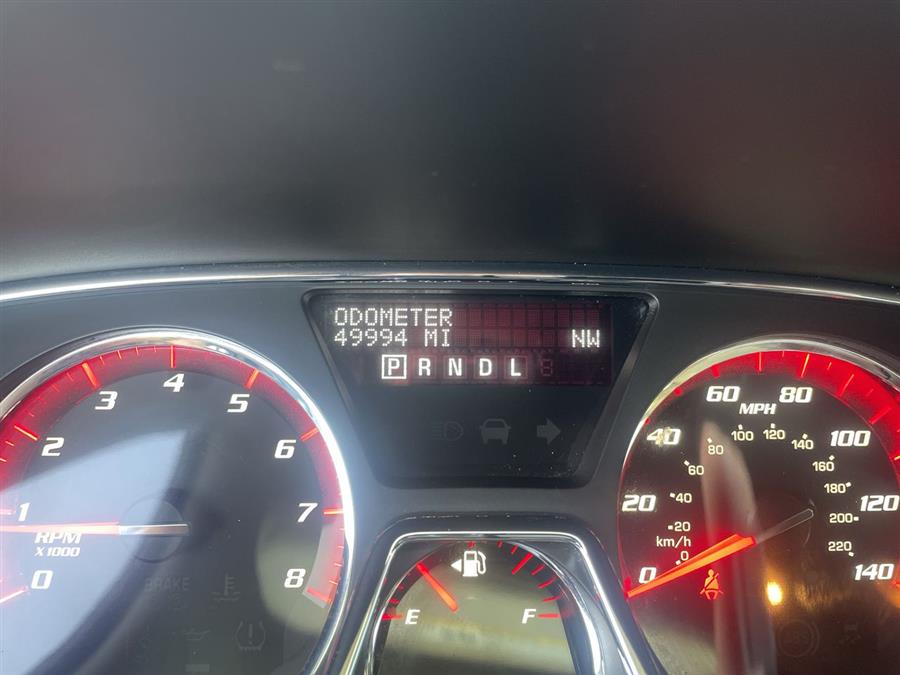 ODOMETER
49994 MI NW
P R N D L
0 1 2 3 4 5 6 7 8
RPM
X1000
0 20 40 60 80 100 120 140
MPH
0 20 40 60 80 100 120 140 160 180 200 220
km/h
E F
BRAKE